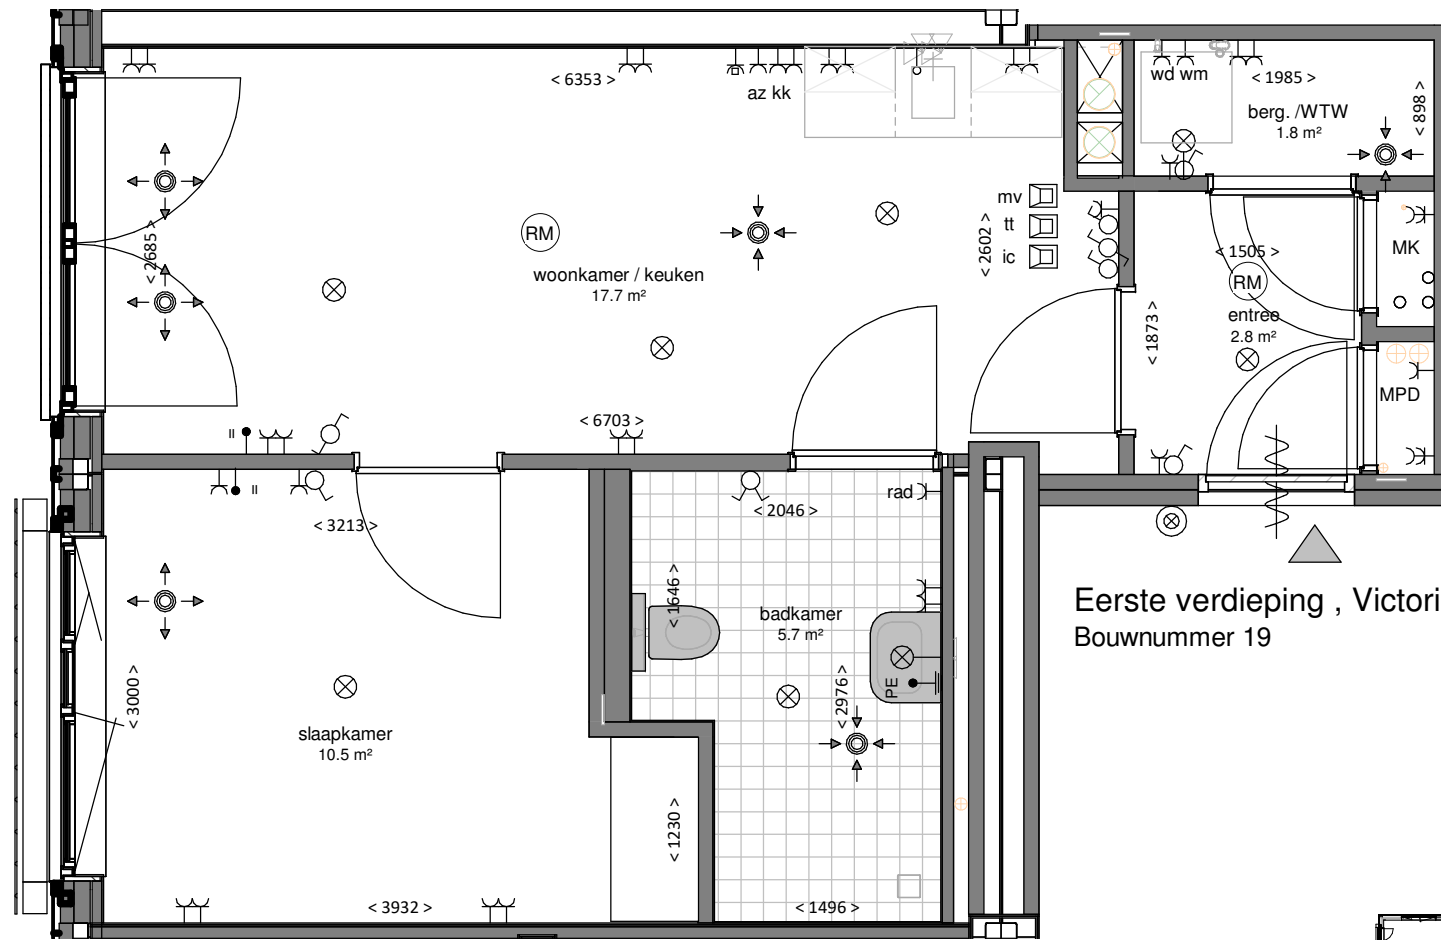 < 6353 >
az kk
wd wm
< 1985 >
berg. /WTW
1.8 m²
< 898 >
mv
tt
ic
< 2602 >
MK
< 1505 >
RM
entree
2.8 m²
< 1873 >
MPD
RM
woonkamer / keuken
17.7 m²
< 2685 >
< 6703 >
II
II
< 3213 >
< 2046 >
rad
< 1646 >
badkamer
5.7 m²
PE
< 2976 >
Eerste verdieping , Victori
Bouwnummer 19
< 3000 >
slaapkamer
10.5 m²
< 1230 >
< 3932 >
< 1496 >